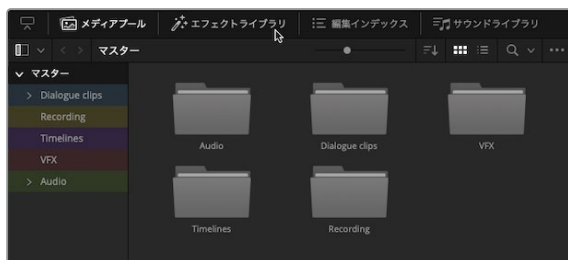 メディアプール エフェクトライブラリ 編集インデックス サウンドライブラリ
マスター
マスター
Dialogue clips
Recording
Timelines
VFX
Audio
Audio Dialogue clips VFX
Timelines Recording